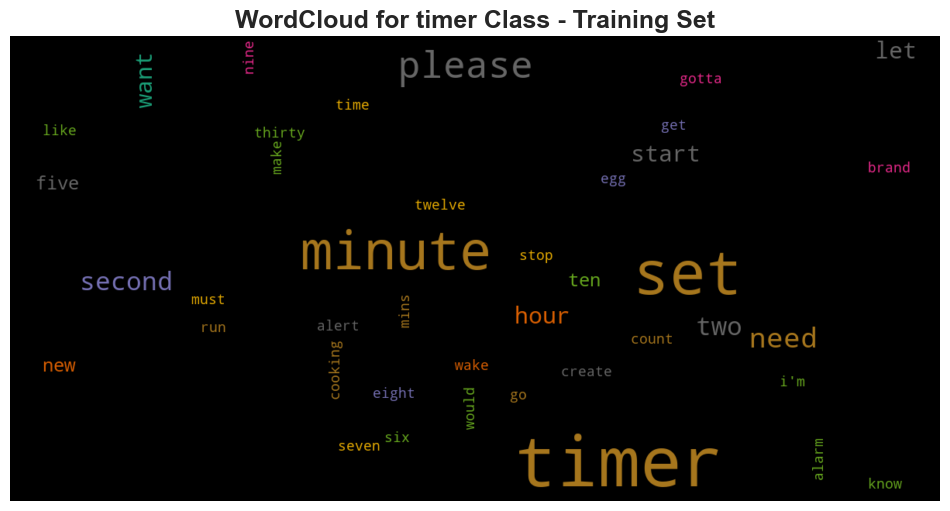 WordCloud for timer Class - Training Set
nine
let
please
want
gotta
time
like
thirty
get
make
start
brand
egg
five
twelve
minute
stop
set
second
ten
must
mins
hour
two
run
alert
need
count
new
cooking
wake
create
i'm
eight
would
go
six
seven
timer
alarm
know